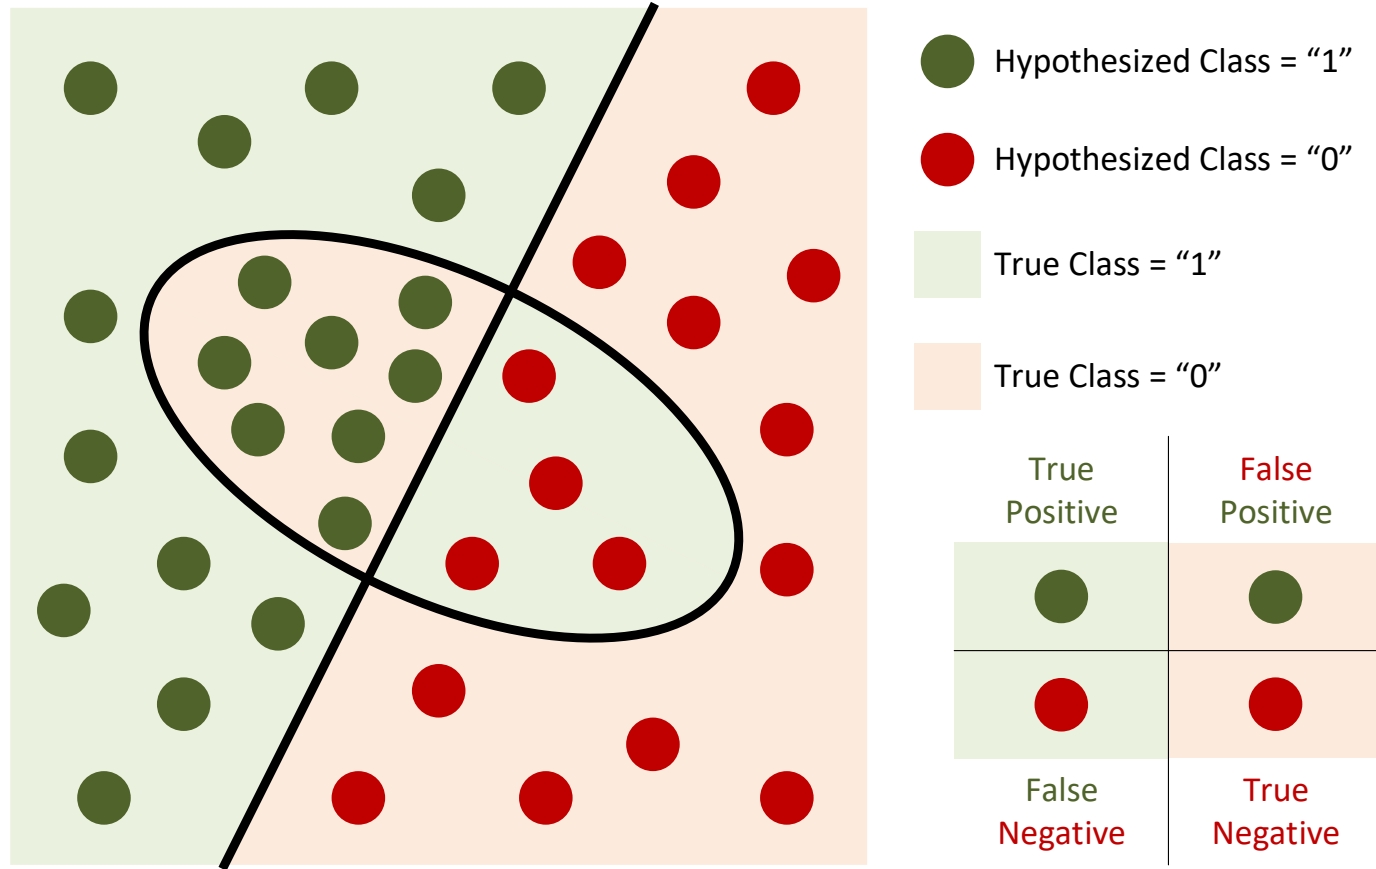 Hypothesized Class = “1”
Hypothesized Class = “0”
True Class = “1”
True Class = “0”
True
Positive
False
Positive
False
Negative
True
Negative